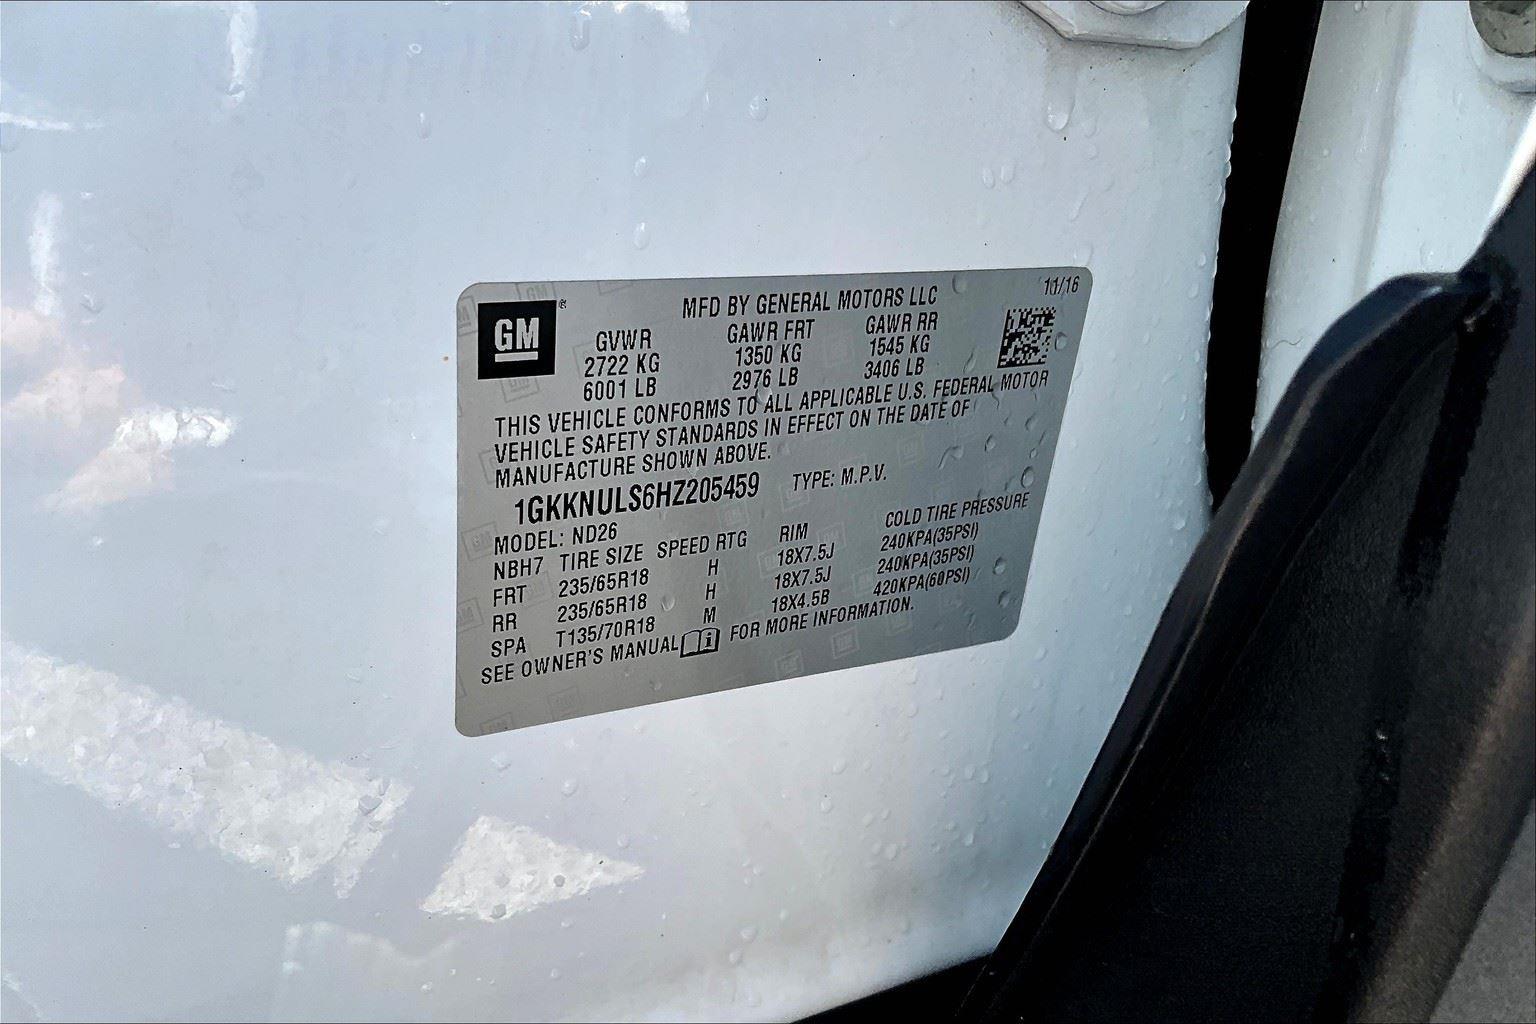 GM ®
MFD BY GENERAL MOTORS LLC 11/16
GVWR GAWR FRT GAWR RR
2722 KG 1350 KG 1545 KG
6001 LB 2976 LB 3406 LB
THIS VEHICLE CONFORMS TO ALL APPLICABLE U.S. FEDERAL MOTOR
VEHICLE SAFETY STANDARDS IN EFFECT ON THE DATE OF
MANUFACTURE SHOWN ABOVE.
1GKKNULS6HZ205459 TYPE: M.P.V.
MODEL: ND26
NBH7 TIRE SIZE SPEED RTG RIM COLD TIRE PRESSURE
FRT 235/65R18 H 18X7.5J 240KPA(35PSI)
RR 235/65R18 H 18X7.5J 240KPA(35PSI)
SPA T135/70R18 M 18X4.5B 420KPA(60PSI)
SEE OWNER'S MANUAL FOR MORE INFORMATION.